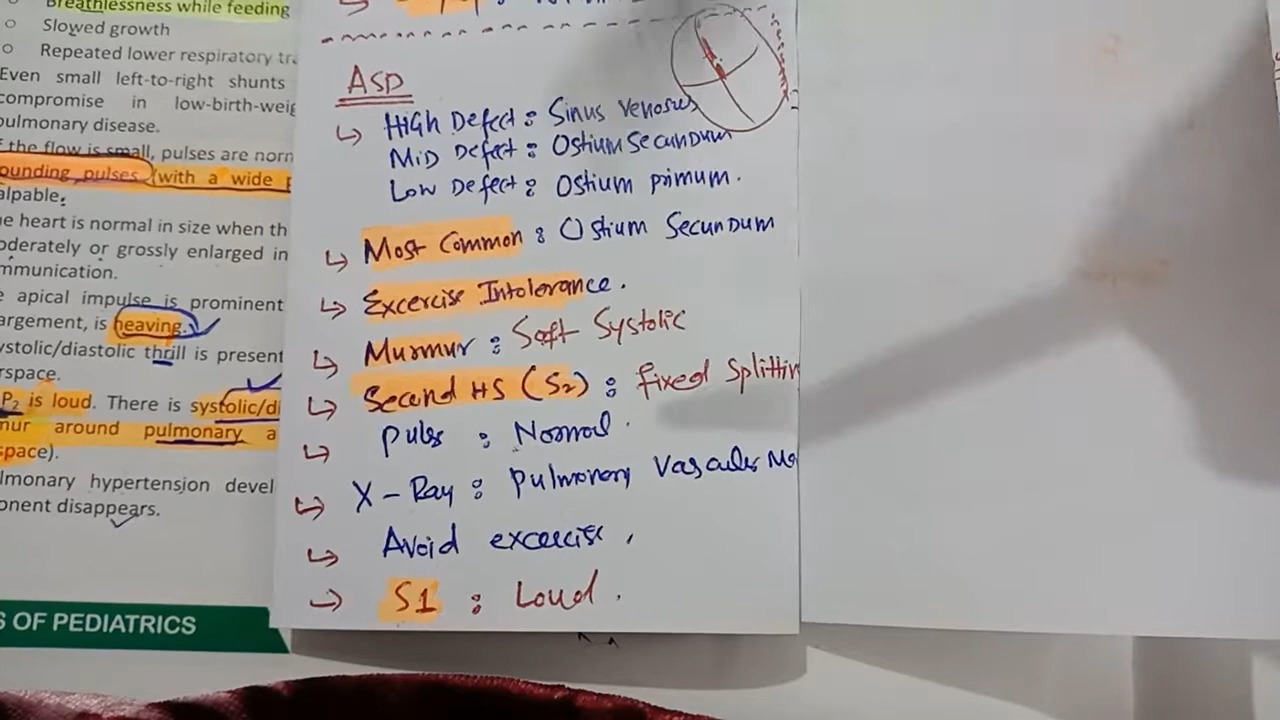 Breathlessness while feeding
Slowed growth
Repeated lower respiratory
Even small left-to-right shunts
compromise in low-birth-weig
pulmonary disease.
the flow is small, pulses are norm
ounding pulses (with a wide p
alpable.
e heart is normal in size when th
oderately or grossly enlarged in
mmunication.
e apical impulse is prominent
argement, is heaving.
ystolic/diastolic thrill is present
rspace.
P2 is loud. There is systolic/di
mur around pulmonary a
space).
lmonary hypertension devel
onent disappears.
S OF PEDIATRICS
ASD
High Defect : Sinus Venosus
Mid Defect : Ostium Secundum
Low Defect : Ostium primum.
Most Common : Ostium Secundum
Excercise Intolerance.
Murmur : Soft Systolic
Second HS (S2) : fixed Splittin
Pulse : Normal.
X-Ray : Pulmonary Vascular Ma
Avoid excercise,
S1 : Loud.